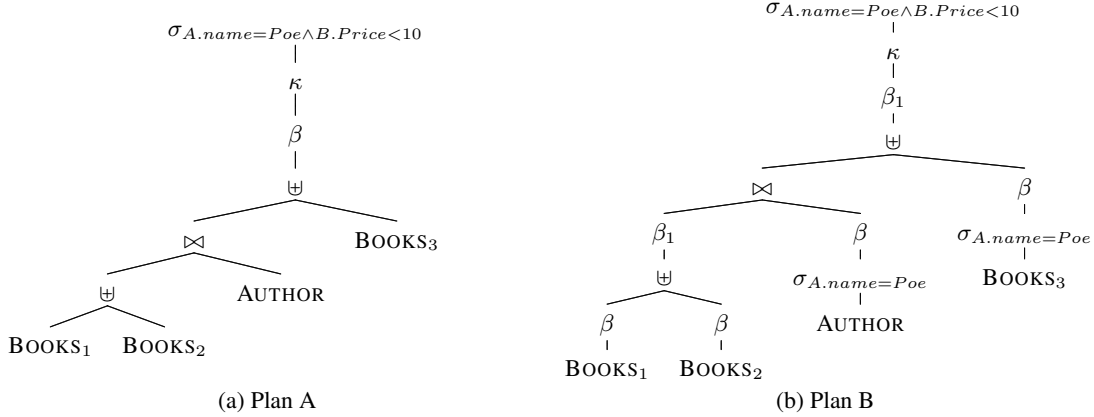 σ_{A.name=Poe∧B.Price<10}
κ
β
⊎
⋈
BOOKS₃
⊎
AUTHOR
BOOKS₁ BOOKS₂
(a) Plan A
σ_{A.name=Poe∧B.Price<10}
κ
β₁
⊎
⋈
β
β₁
β
σ_{A.name=Poe}
⊎
σ_{A.name=Poe}
BOOKS₃
β
β
AUTHOR
BOOKS₁ BOOKS₂
(b) Plan B